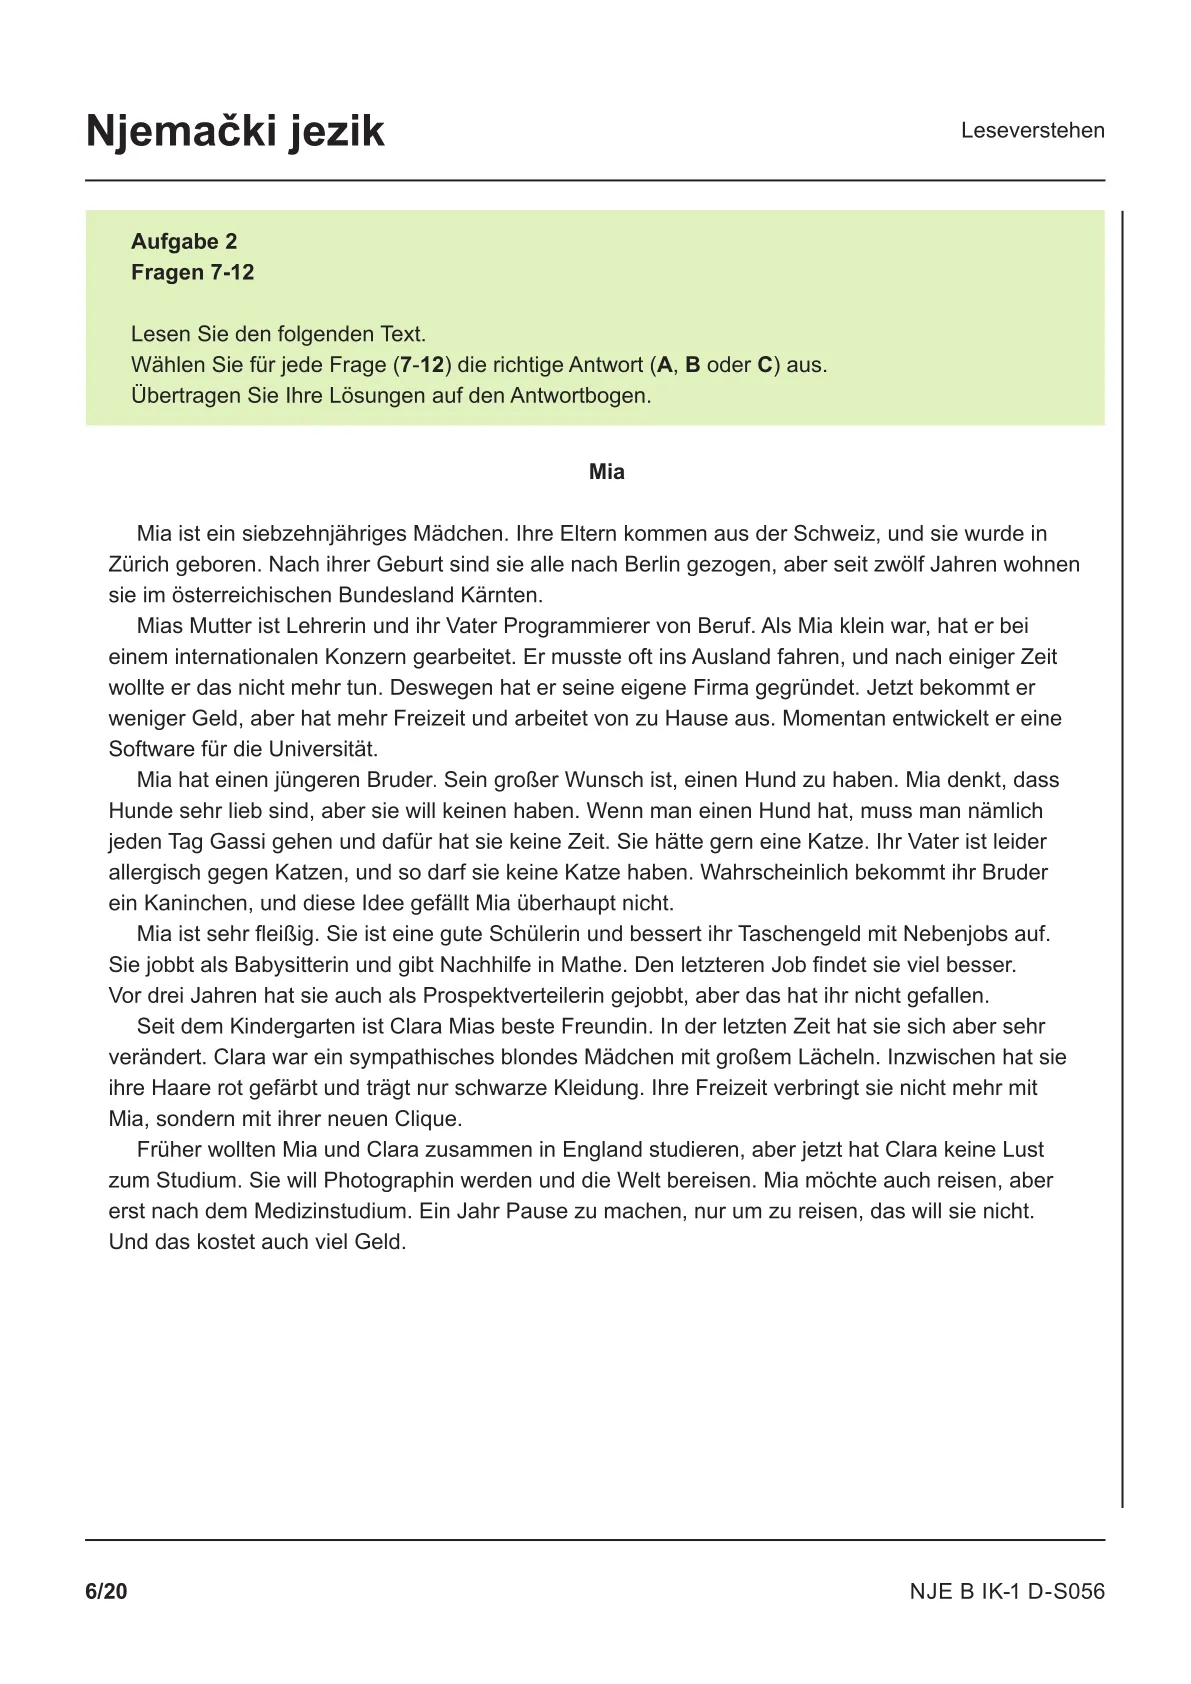 Njemački jezik
Leseverstehen
Aufgabe 2
Fragen 7-12
Lesen Sie den folgenden Text.
Wählen Sie für jede Frage (7-12) die richtige Antwort (A, B oder C) aus.
Übertragen Sie Ihre Lösungen auf den Antwortbogen.
Mia
Mia ist ein siebzehnjähriges Mädchen. Ihre Eltern kommen aus der Schweiz, und sie wurde in
Zürich geboren. Nach ihrer Geburt sind sie alle nach Berlin gezogen, aber seit zwölf Jahren wohnen
sie im österreichischen Bundesland Kärnten.
Mias Mutter ist Lehrerin und ihr Vater Programmierer von Beruf. Als Mia klein war, hat er bei
einem internationalen Konzern gearbeitet. Er musste oft ins Ausland fahren, und nach einiger Zeit
wollte er das nicht mehr tun. Deswegen hat er seine eigene Firma gegründet. Jetzt bekommt er
weniger Geld, aber hat mehr Freizeit und arbeitet von zu Hause aus. Momentan entwickelt er eine
Software für die Universität.
Mia hat einen jüngeren Bruder. Sein großer Wunsch ist, einen Hund zu haben. Mia denkt, dass
Hunde sehr lieb sind, aber sie will keinen haben. Wenn man einen Hund hat, muss man nämlich
jeden Tag Gassi gehen und dafür hat sie keine Zeit. Sie hätte gern eine Katze. Ihr Vater ist leider
allergisch gegen Katzen, und so darf sie keine Katze haben. Wahrscheinlich bekommt ihr Bruder
ein Kaninchen, und diese Idee gefällt Mia überhaupt nicht.
Mia ist sehr fleißig. Sie ist eine gute Schülerin und bessert ihr Taschengeld mit Nebenjobs auf.
Sie jobbt als Babysitterin und gibt Nachhilfe in Mathe. Den letzteren Job findet sie viel besser.
Vor drei Jahren hat sie auch als Prospektverteilerin gejobbt, aber das hat ihr nicht gefallen.
Seit dem Kindergarten ist Clara Mias beste Freundin. In der letzten Zeit hat sie sich aber sehr
verändert. Clara war ein sympathisches blondes Mädchen mit großem Lächeln. Inzwischen hat sie
ihre Haare rot gefärbt und trägt nur schwarze Kleidung. Ihre Freizeit verbringt sie nicht mehr mit
Mia, sondern mit ihrer neuen Clique.
Früher wollten Mia und Clara zusammen in England studieren, aber jetzt hat Clara keine Lust
zum Studium. Sie will Photographin werden und die Welt bereisen. Mia möchte auch reisen, aber
erst nach dem Medizinstudium. Ein Jahr Pause zu machen, nur um zu reisen, das will sie nicht.
Und das kostet auch viel Geld.
6/20
NJE B IK-1 D-S056